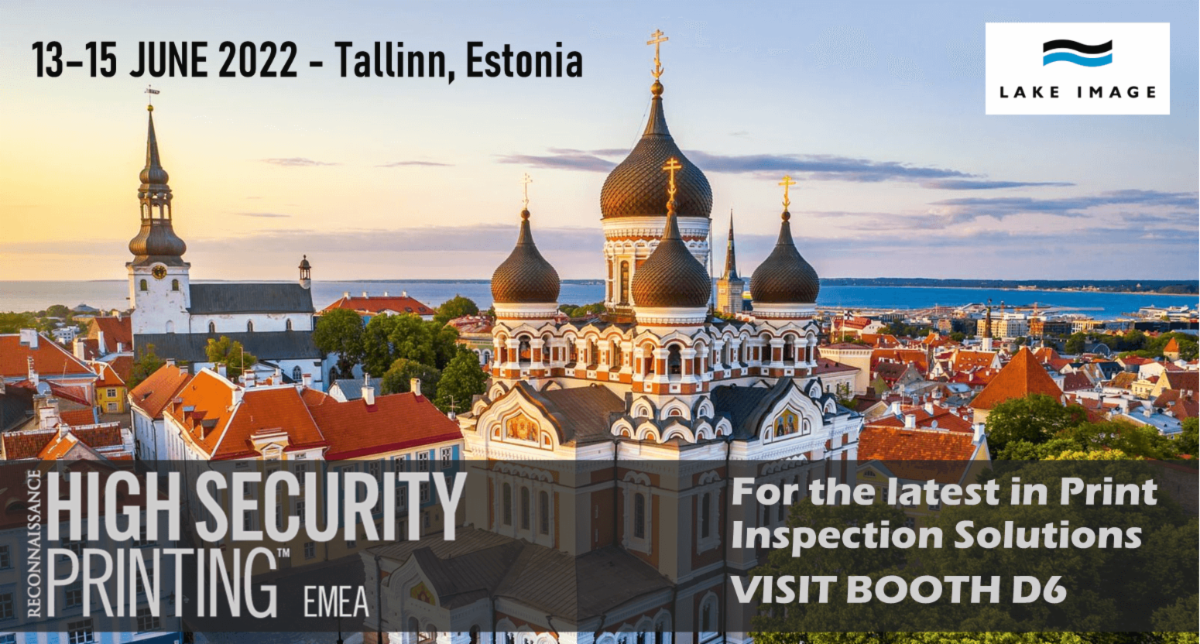 13–15 JUNE 2022 - Tallinn, Estonia
LAKE IMAGE
RECONNAISSANCE
HIGH SECURITY
PRINTING™ EMEA
For the latest in Print
Inspection Solutions
VISIT BOOTH D6